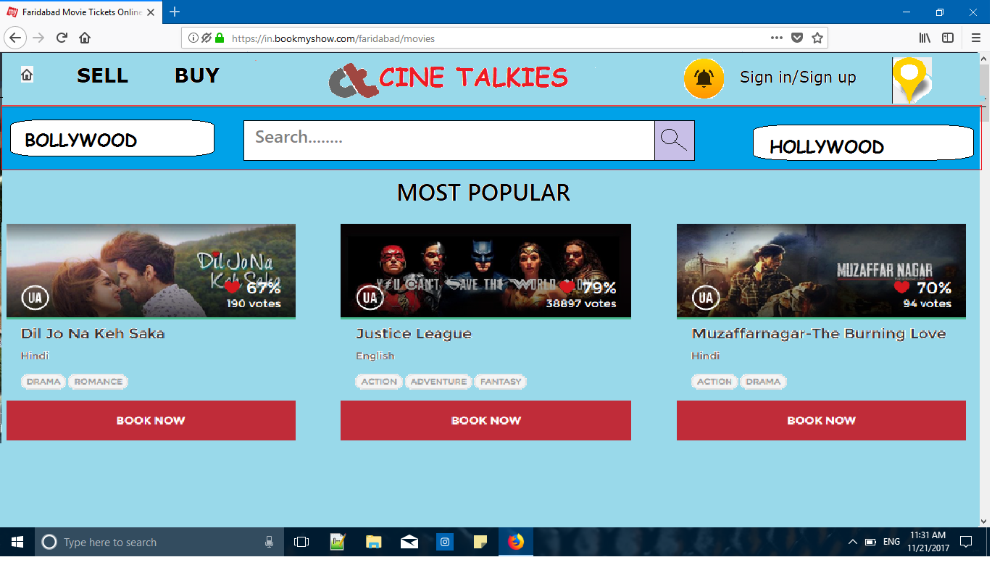 Faridabad Movie Tickets Online
https://in.bookmyshow.com/faridabad/movies
SELL BUY CINE TALKIES Sign in/Sign up
BOLLYWOOD Search........ HOLLYWOOD
MOST POPULAR
DIL JO NA
KEH SAKA
UA 67%
190 votes
YOU CAN'T SAVE THE WORLD ALONE
UA 79%
38897 votes
MUZAFFAR NAGAR
UA 70%
94 votes
Dil Jo Na Keh Saka
Hindi
DRAMA ROMANCE
BOOK NOW
Justice League
English
ACTION ADVENTURE FANTASY
BOOK NOW
Muzaffarnagar-The Burning Love
Hindi
ACTION DRAMA
BOOK NOW
Type here to search
ENG
11:31 AM
11/21/2017